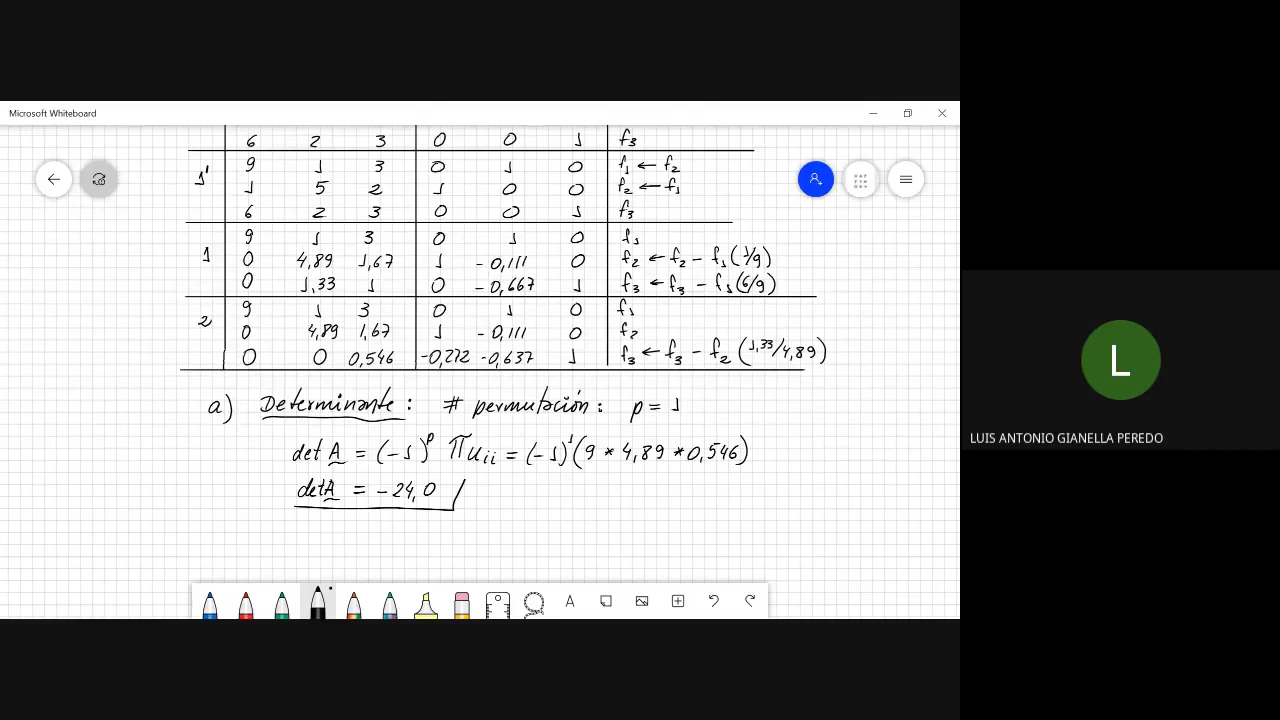 Microsoft Whiteboard
6 2 3 0 0 1 f3
1' 9 1 3 0 1 0 f1 ← f2
1 5 2 1 0 0 f2 ← f1
6 2 3 0 0 1 f3
9 1 3 0 1 0 f1
1 0 4,89 1,67 1 -0,111 0 f2 ← f2 - f1 (1/9)
0 1,33 1 0 -0,667 1 f3 ← f3 - f1 (6/9)
9 1 3 0 1 0 f1
2 0 4,89 1,67 1 -0,111 0 f2
0 0 0,546 -0,272 -0,637 1 f3 ← f3 - f2 (1,33/4,89)
a) Determinante: # permutación: p = 1
det A = (-1)^p Π uii = (-1)^1 (9 * 4,89 * 0,546)
det A = -24,0
A
L
LUIS ANTONIO GIANELLA PEREDO